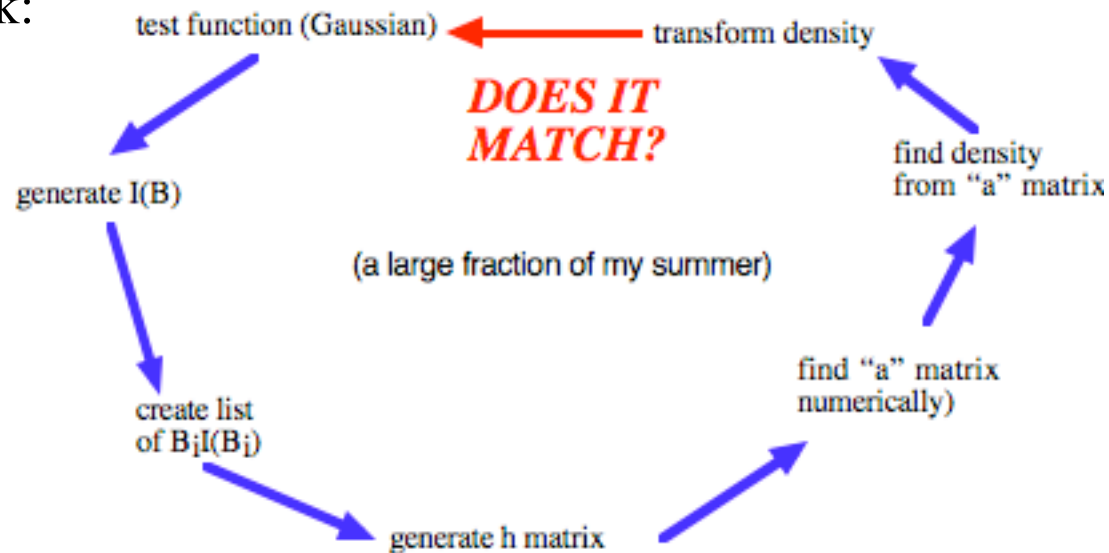 k:
test function (Gaussian)
transform density
DOES IT
MATCH?
find density
from “a” matrix
generate I(B)
(a large fraction of my summer)
find “a” matrix
numerically)
create list
of BjI(Bj)
generate h matrix